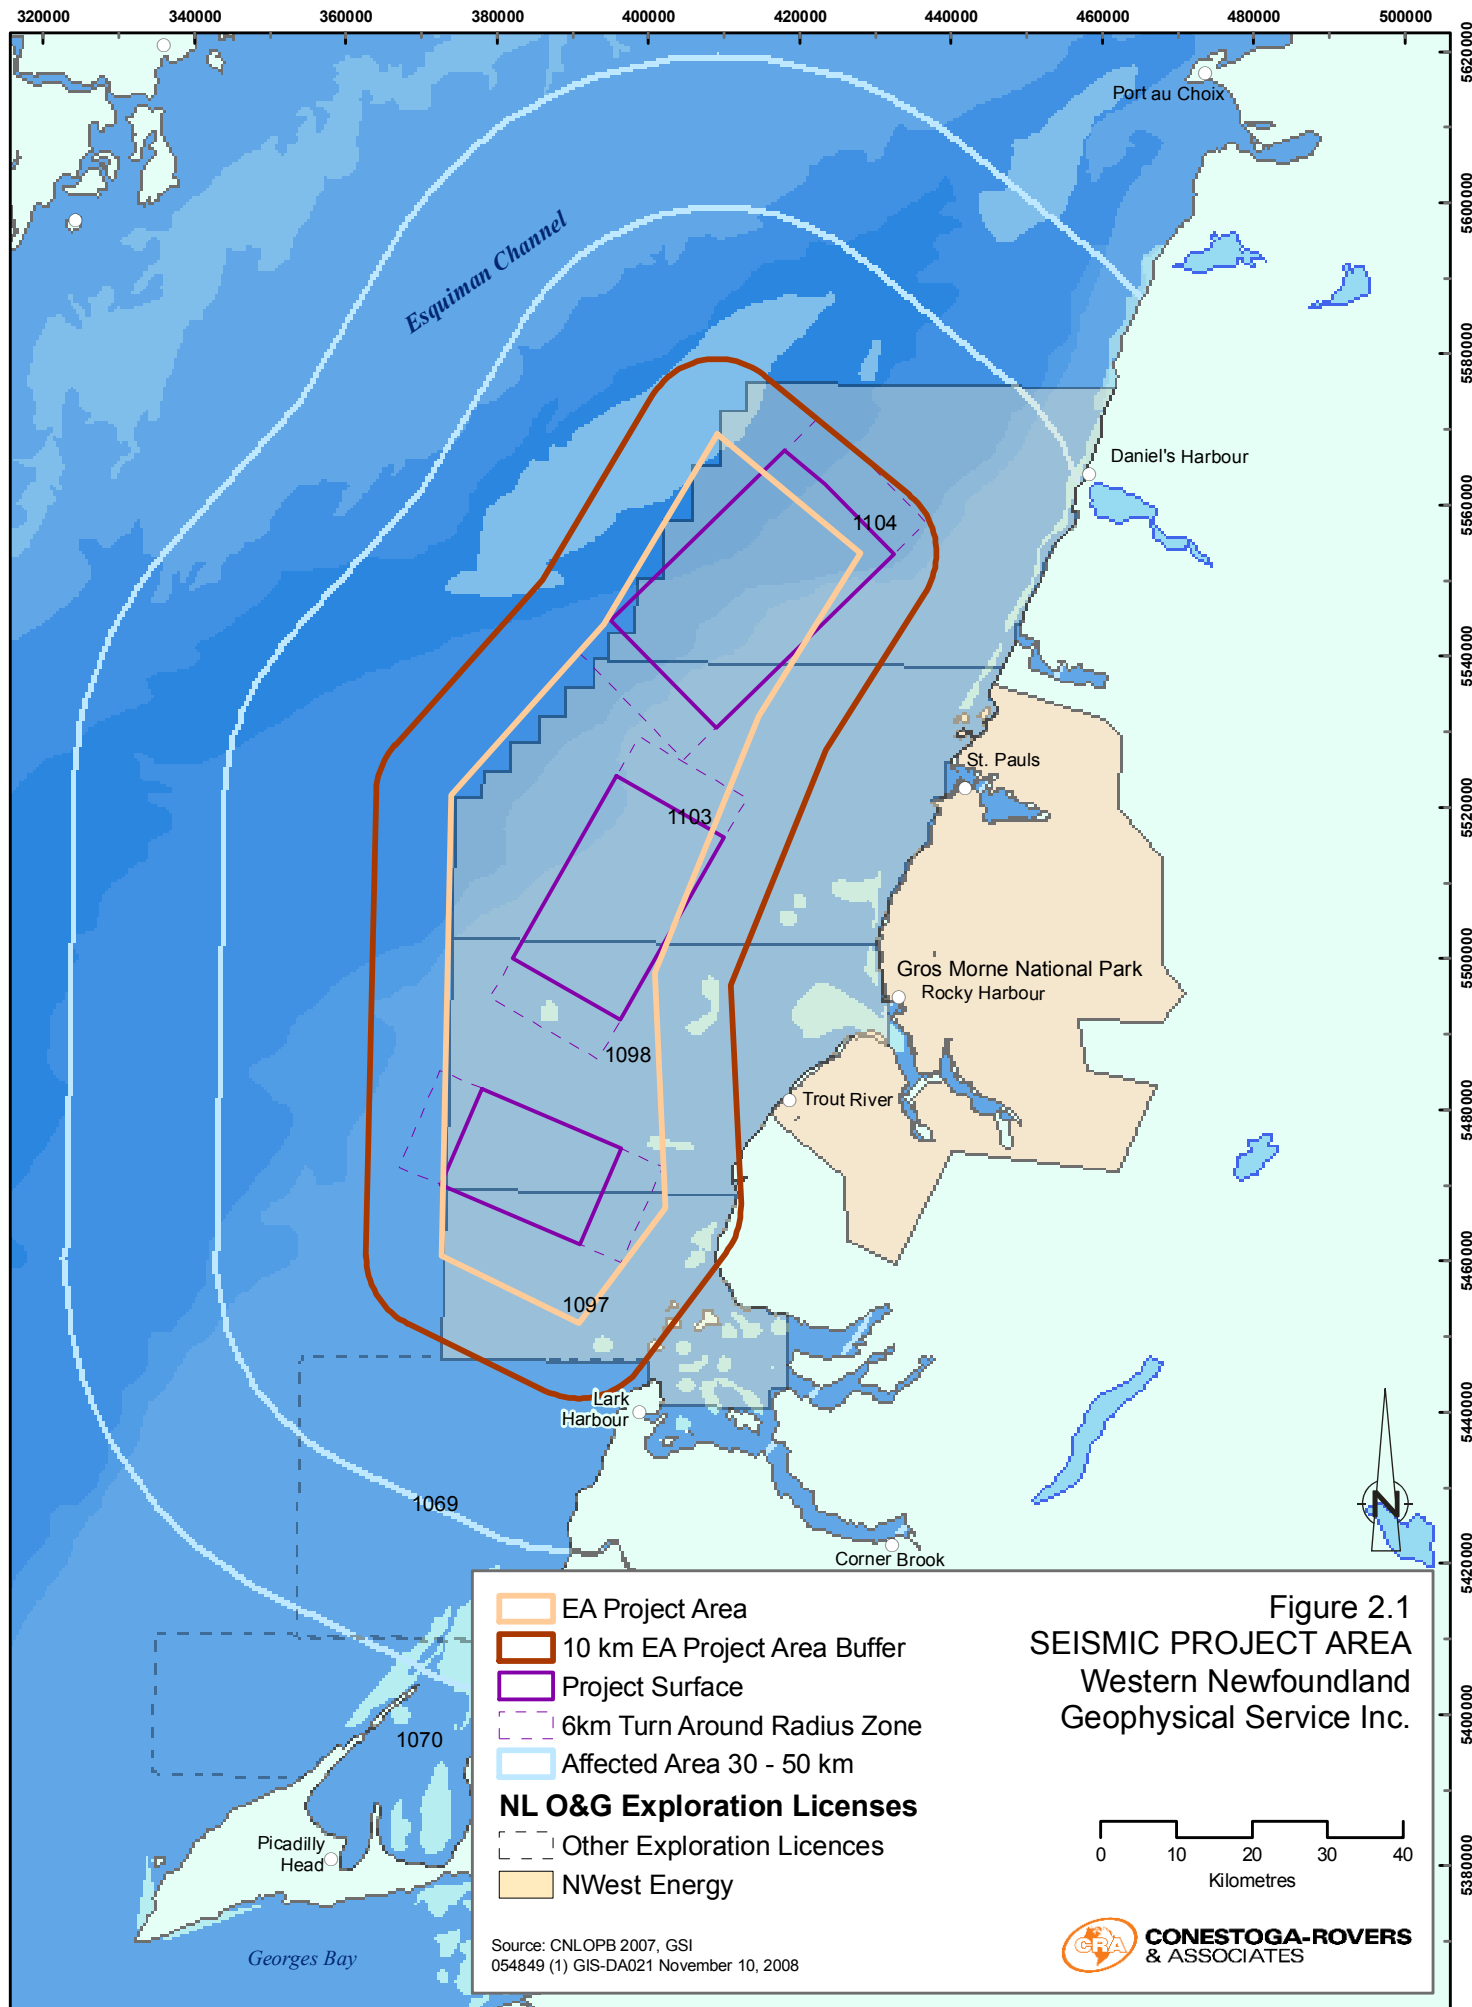 320000 340000 360000 380000 400000 420000 440000 460000 480000 500000
5620000
5600000
5580000
5560000
5540000
5520000
5500000
5480000
5460000
5440000
5420000
5400000
5380000
Port au Choix
Esquiman Channel
Daniel's Harbour
1104
St. Pauls
1103
Gros Morne National Park
Rocky Harbour
1098
Trout River
1097
Lark
Harbour
1069
Corner Brook
1070
Picadilly
Head
Georges Bay
N
EA Project Area
10 km EA Project Area Buffer
Project Surface
6km Turn Around Radius Zone
Affected Area 30 - 50 km
NL O&G Exploration Licenses
Other Exploration Licences
NWest Energy
Source: CNLOPB 2007, GSI
054849 (1) GIS-DA021 November 10, 2008
Figure 2.1
SEISMIC PROJECT AREA
Western Newfoundland
Geophysical Service Inc.
0 10 20 30 40
Kilometres
CRA
CONESTOGA-ROVERS
& ASSOCIATES